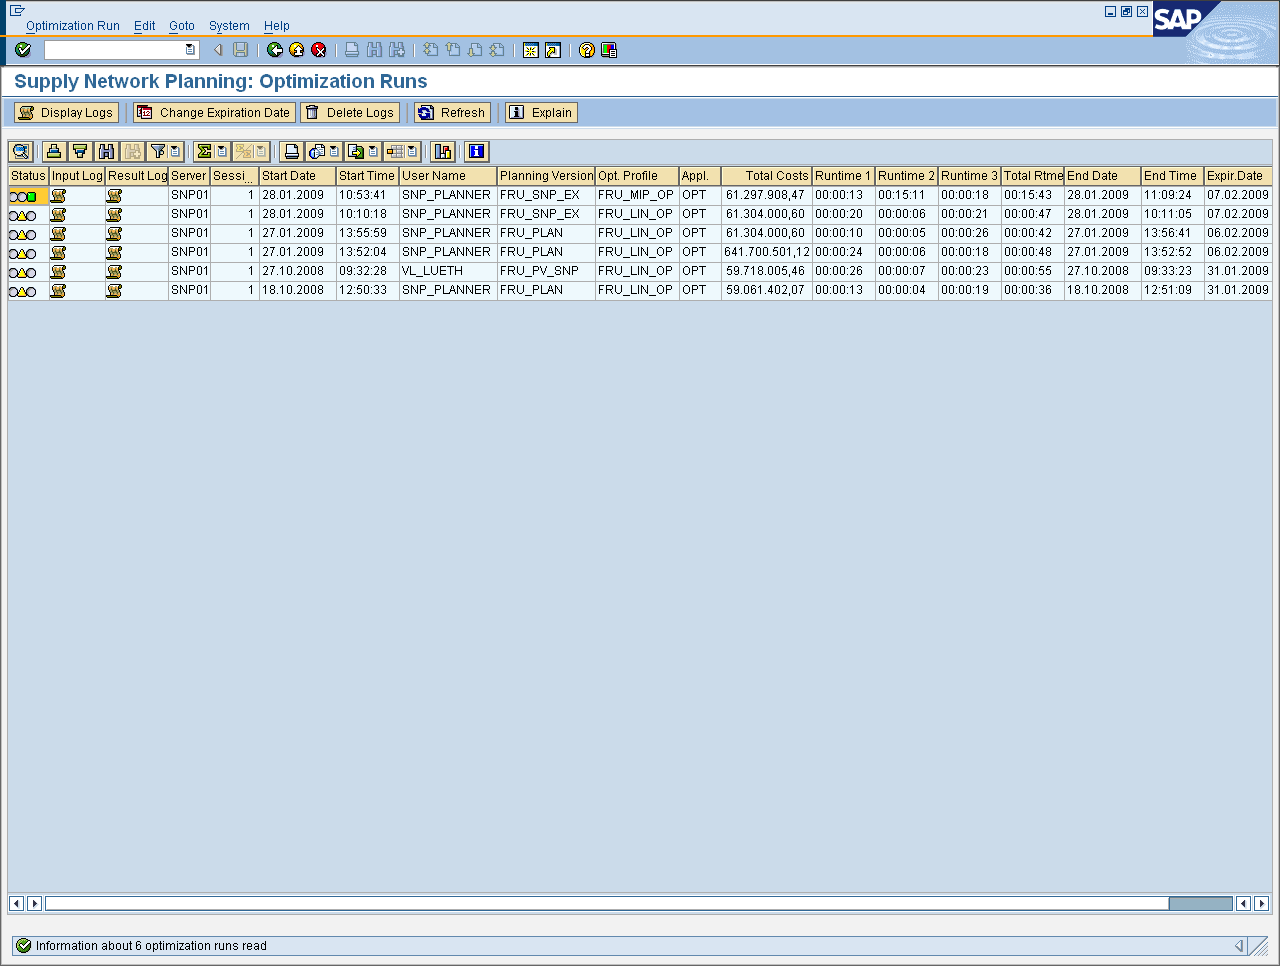 Optimization Run Edit Goto System Help
SAP
Supply Network Planning: Optimization Runs
Display Logs Change Expiration Date Delete Logs Refresh Explain
Status Input Log Result Log Server Sessi... Start Date Start Time User Name Planning Version Opt. Profile Appl. Total Costs Runtime 1 Runtime 2 Runtime 3 Total Rtme End Date End Time Expir.Date
SNP01 1 28.01.2009 10:53:41 SNP_PLANNER FRU_SNP_EX FRU_MIP_OP OPT 61.297.908,47 00:00:13 00:15:11 00:00:18 00:15:43 28.01.2009 11:09:24 07.02.2009
SNP01 1 28.01.2009 10:10:18 SNP_PLANNER FRU_SNP_EX FRU_LIN_OP OPT 61.304.000,60 00:00:20 00:00:06 00:00:21 00:00:47 28.01.2009 10:11:05 07.02.2009
SNP01 1 27.01.2009 13:55:59 SNP_PLANNER FRU_PLAN FRU_LIN_OP OPT 61.304.000,60 00:00:10 00:00:05 00:00:26 00:00:42 27.01.2009 13:56:41 06.02.2009
SNP01 1 27.01.2009 13:52:04 SNP_PLANNER FRU_PLAN FRU_LIN_OP OPT 641.700.501,12 00:00:24 00:00:06 00:00:18 00:00:48 27.01.2009 13:52:52 06.02.2009
SNP01 1 27.10.2008 09:32:28 VL_LUETH FRU_PV_SNP FRU_LIN_OP OPT 59.718.005,46 00:00:26 00:00:07 00:00:23 00:00:55 27.10.2008 09:33:23 31.01.2009
SNP01 1 18.10.2008 12:50:33 SNP_PLANNER FRU_PLAN FRU_LIN_OP OPT 59.061.402,07 00:00:13 00:00:04 00:00:19 00:00:36 18.10.2008 12:51:09 31.01.2009
Information about 6 optimization runs read